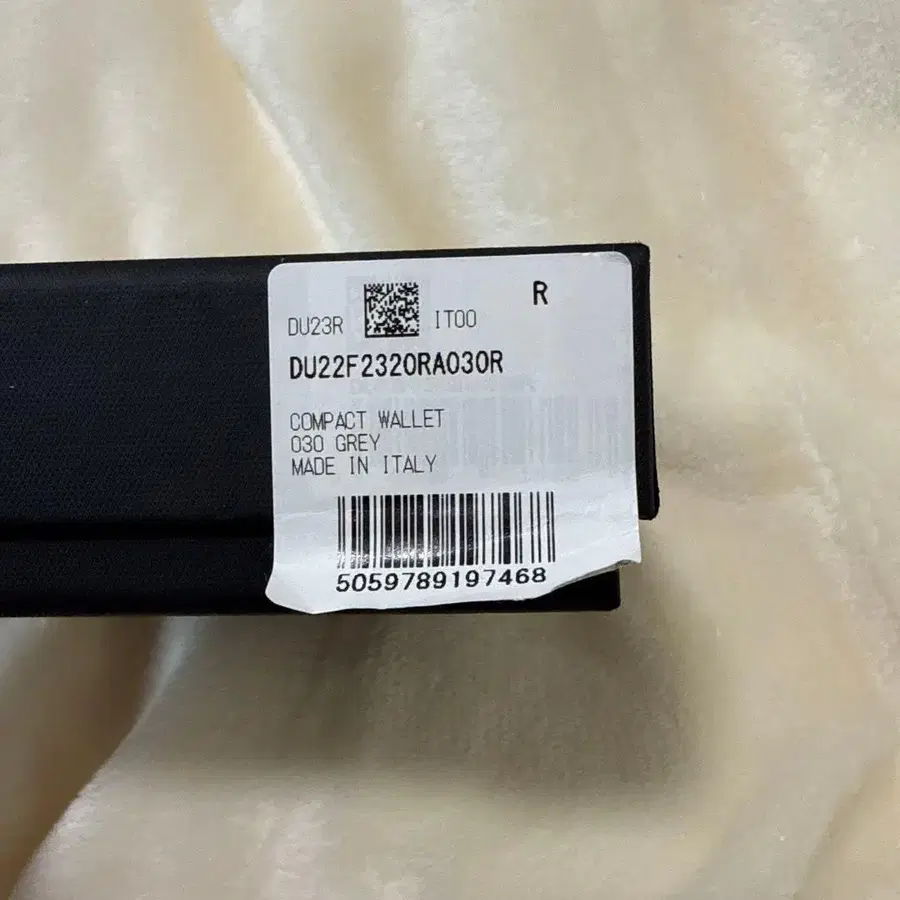 R
DU23R IT00
DU22F2320RA030R
COMPACT WALLET
030 GREY
MADE IN ITALY
5059789197468